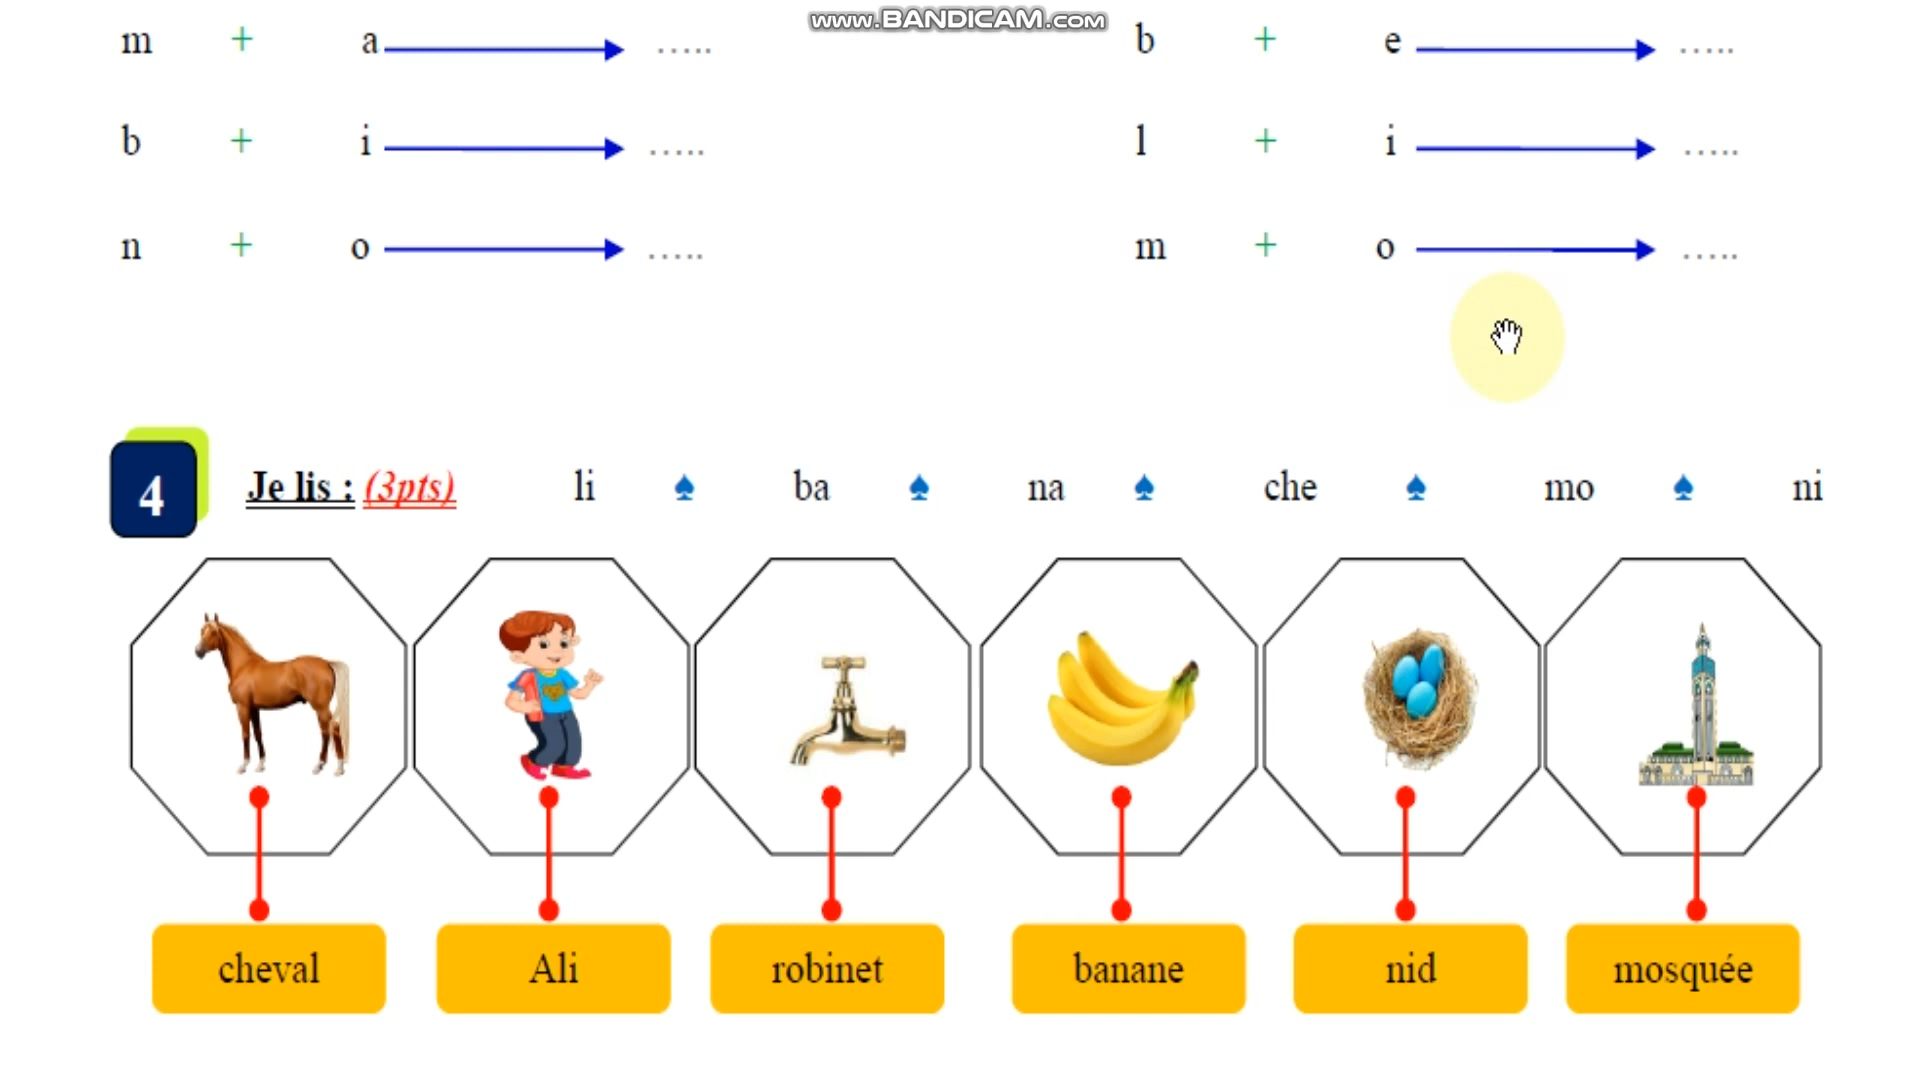 www.BANDICAM.com
m + a ..... b + e .....
b + i ..... l + i .....
n + o ..... m + o .....
4 Je lis : (3pts) li ♠ ba ♠ na ♠ che ♠ mo ♠ ni
cheval Ali robinet banane nid mosquée